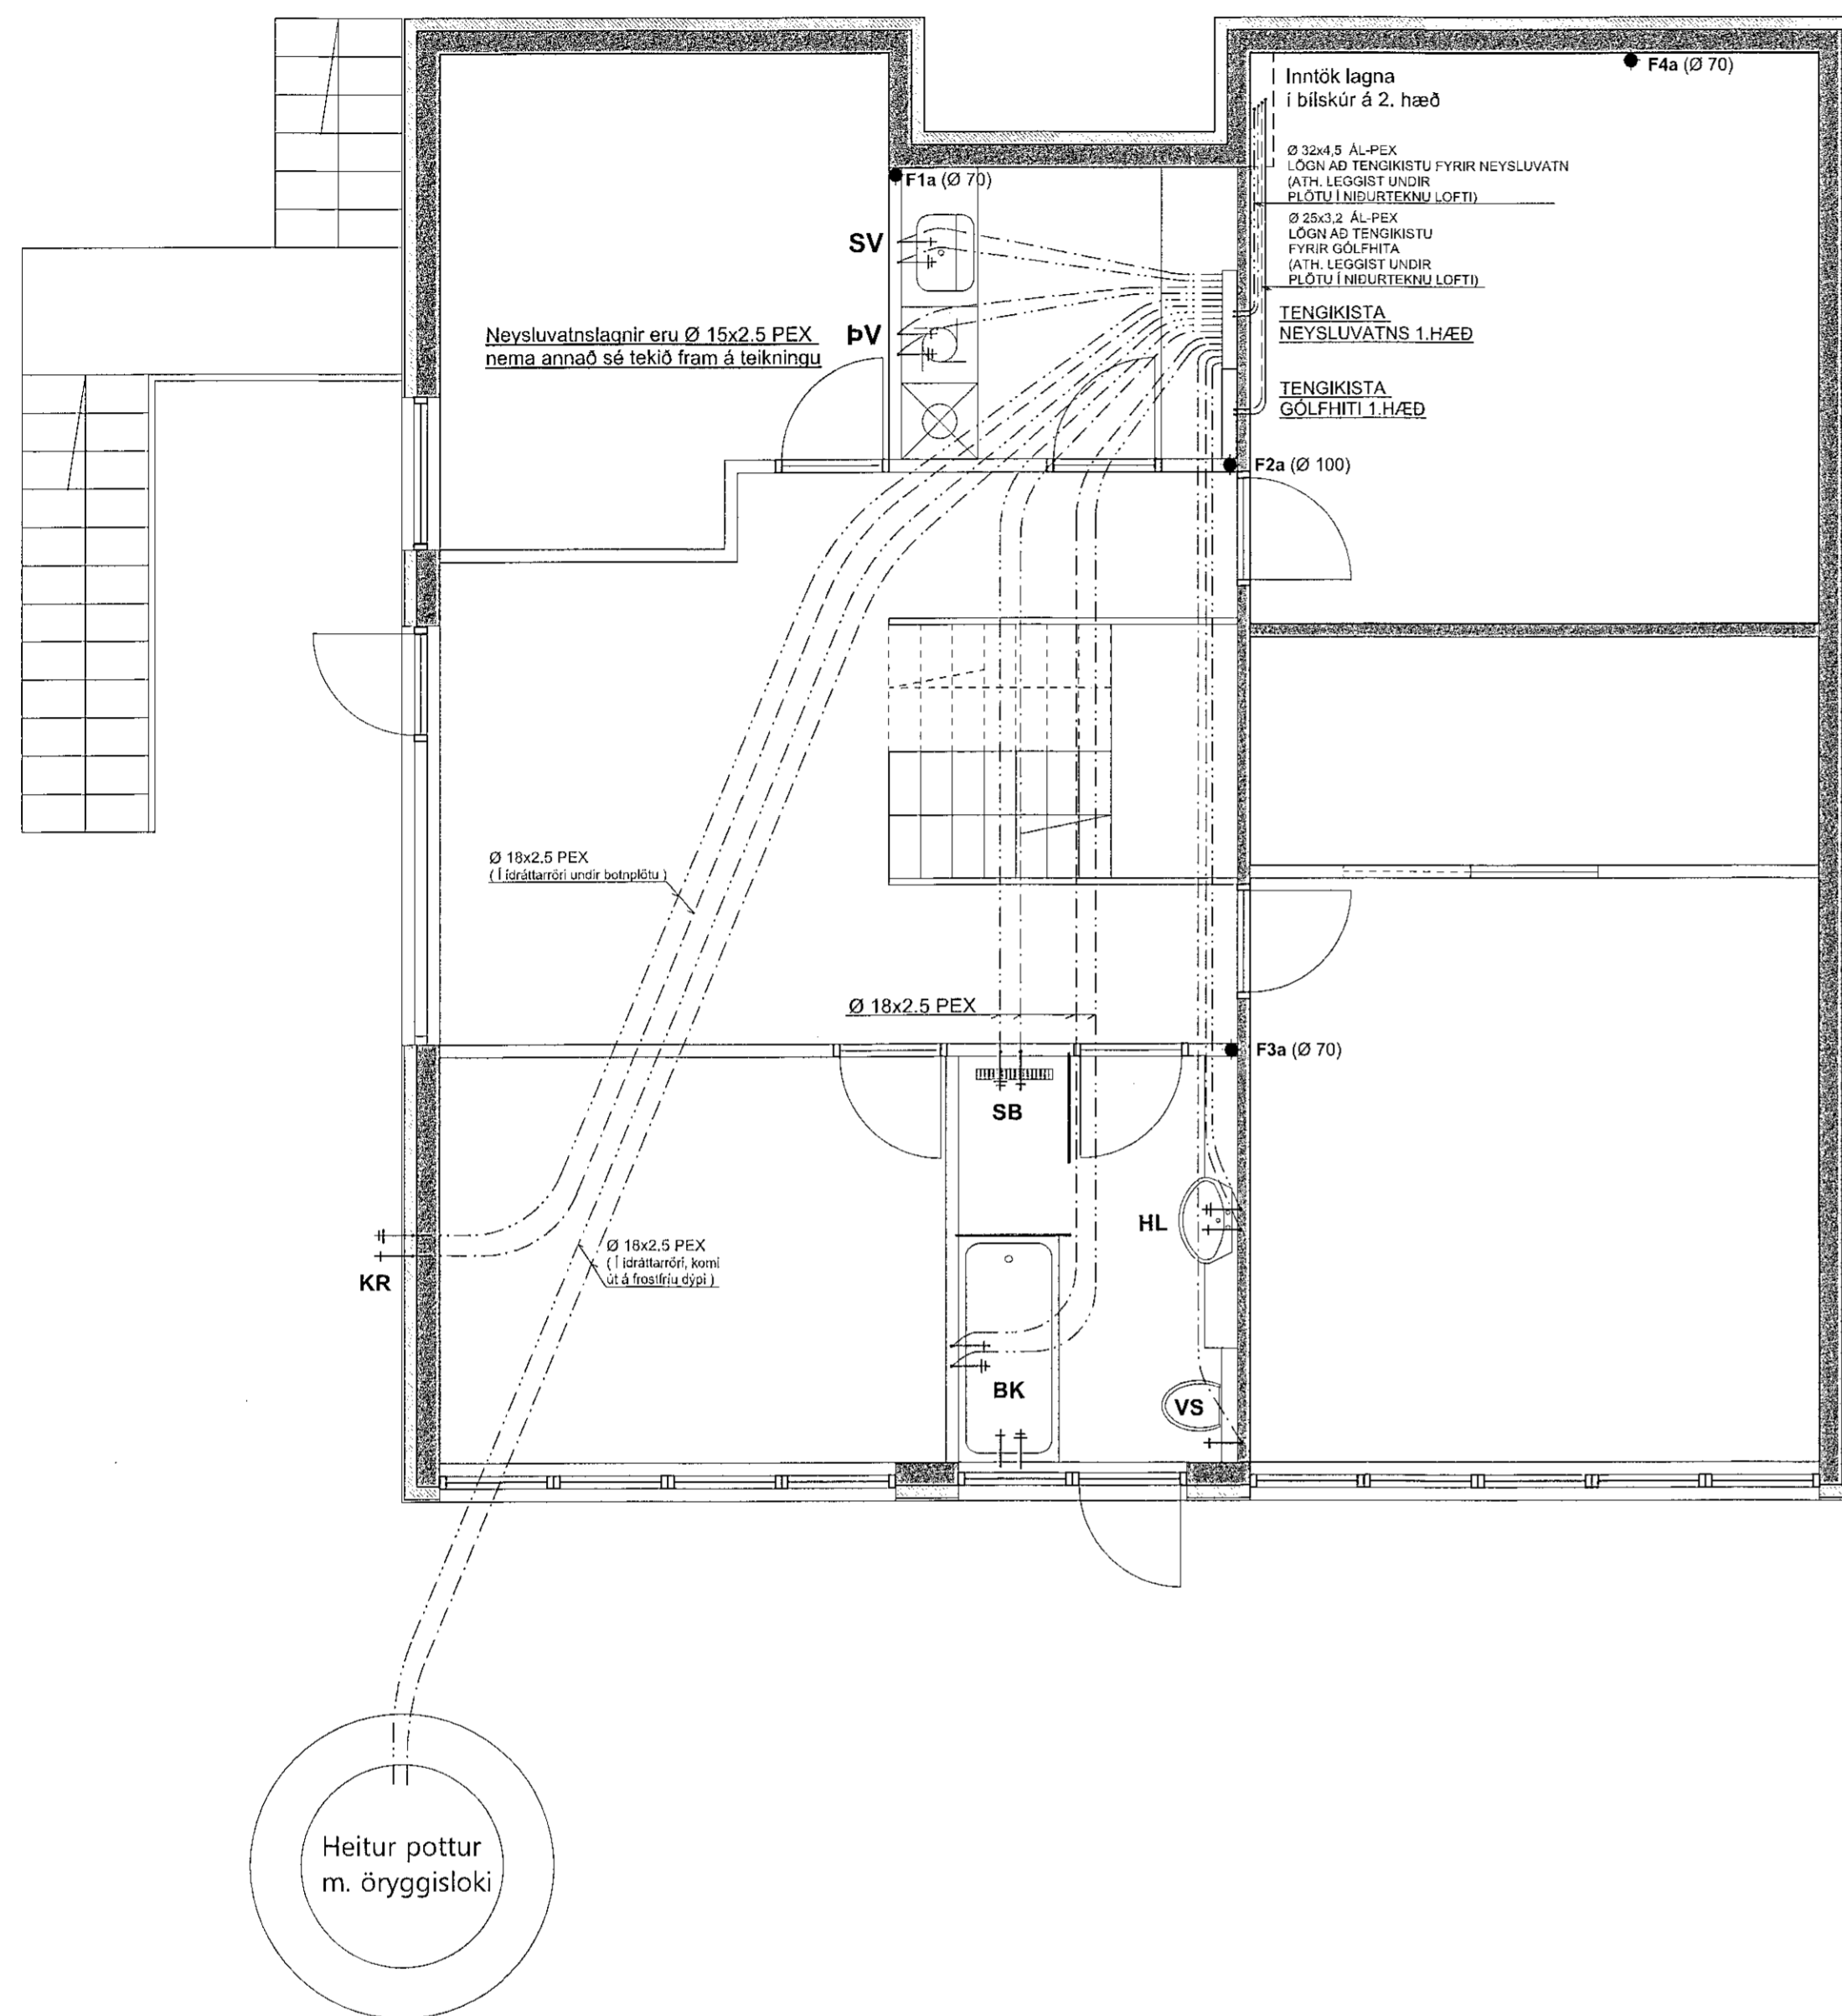 Inntök lagna
í bílskúr á 2. hæð
F4a (Ø 70)
Ø 32x4,5 ÁL-PEX
LÖGN AÐ TENGIKISTU FYRIR NEYSLUVATN
(ATH. LEGGIST UNDIR
PLÖTU Í NIÐURTEKNU LOFTI)
F1a (Ø 70)
Ø 25x3,2 ÁL-PEX
LÖGN AÐ TENGIKISTU
FYRIR GÓLFHITA
(ATH. LEGGIST UNDIR
PLÖTU Í NIÐURTEKNU LOFTI)
SV
TENGIKISTA
NEYSLUVATNS 1.HÆÐ
Neysluvatnslagnir eru Ø 15x2.5 PEX
nema annað sé tekið fram á teikningu
ÞV
TENGIKISTA
GÓLFHITI 1.HÆÐ
F2a (Ø 100)
Ø 18x2.5 PEX
( Í ídráttarröri undir botnplötu )
Ø 18x2.5 PEX
F3a (Ø 70)
SB
HL
Ø 18x2.5 PEX
( Í ídráttarröri, komi
út á frostfríu dýpi )
KR
BK
VS
Heitur pottur
m. öryggisloki